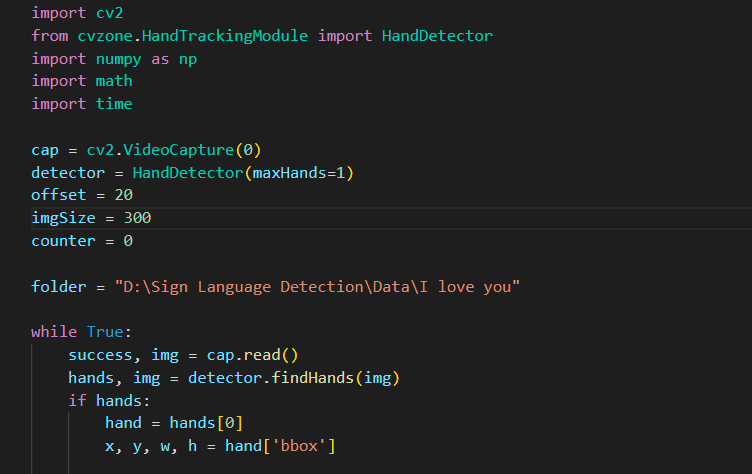 import cv2
from cvzone.HandTrackingModule import HandDetector
import numpy as np
import math
import time
cap = cv2.VideoCapture(0)
detector = HandDetector(maxHands=1)
offset = 20
imgSize = 300
counter = 0
folder = "D:\Sign Language Detection\Data\I love you"
while True:
    success, img = cap.read()
    hands, img = detector.findHands(img)
    if hands:
        hand = hands[0]
        x, y, w, h = hand['bbox']